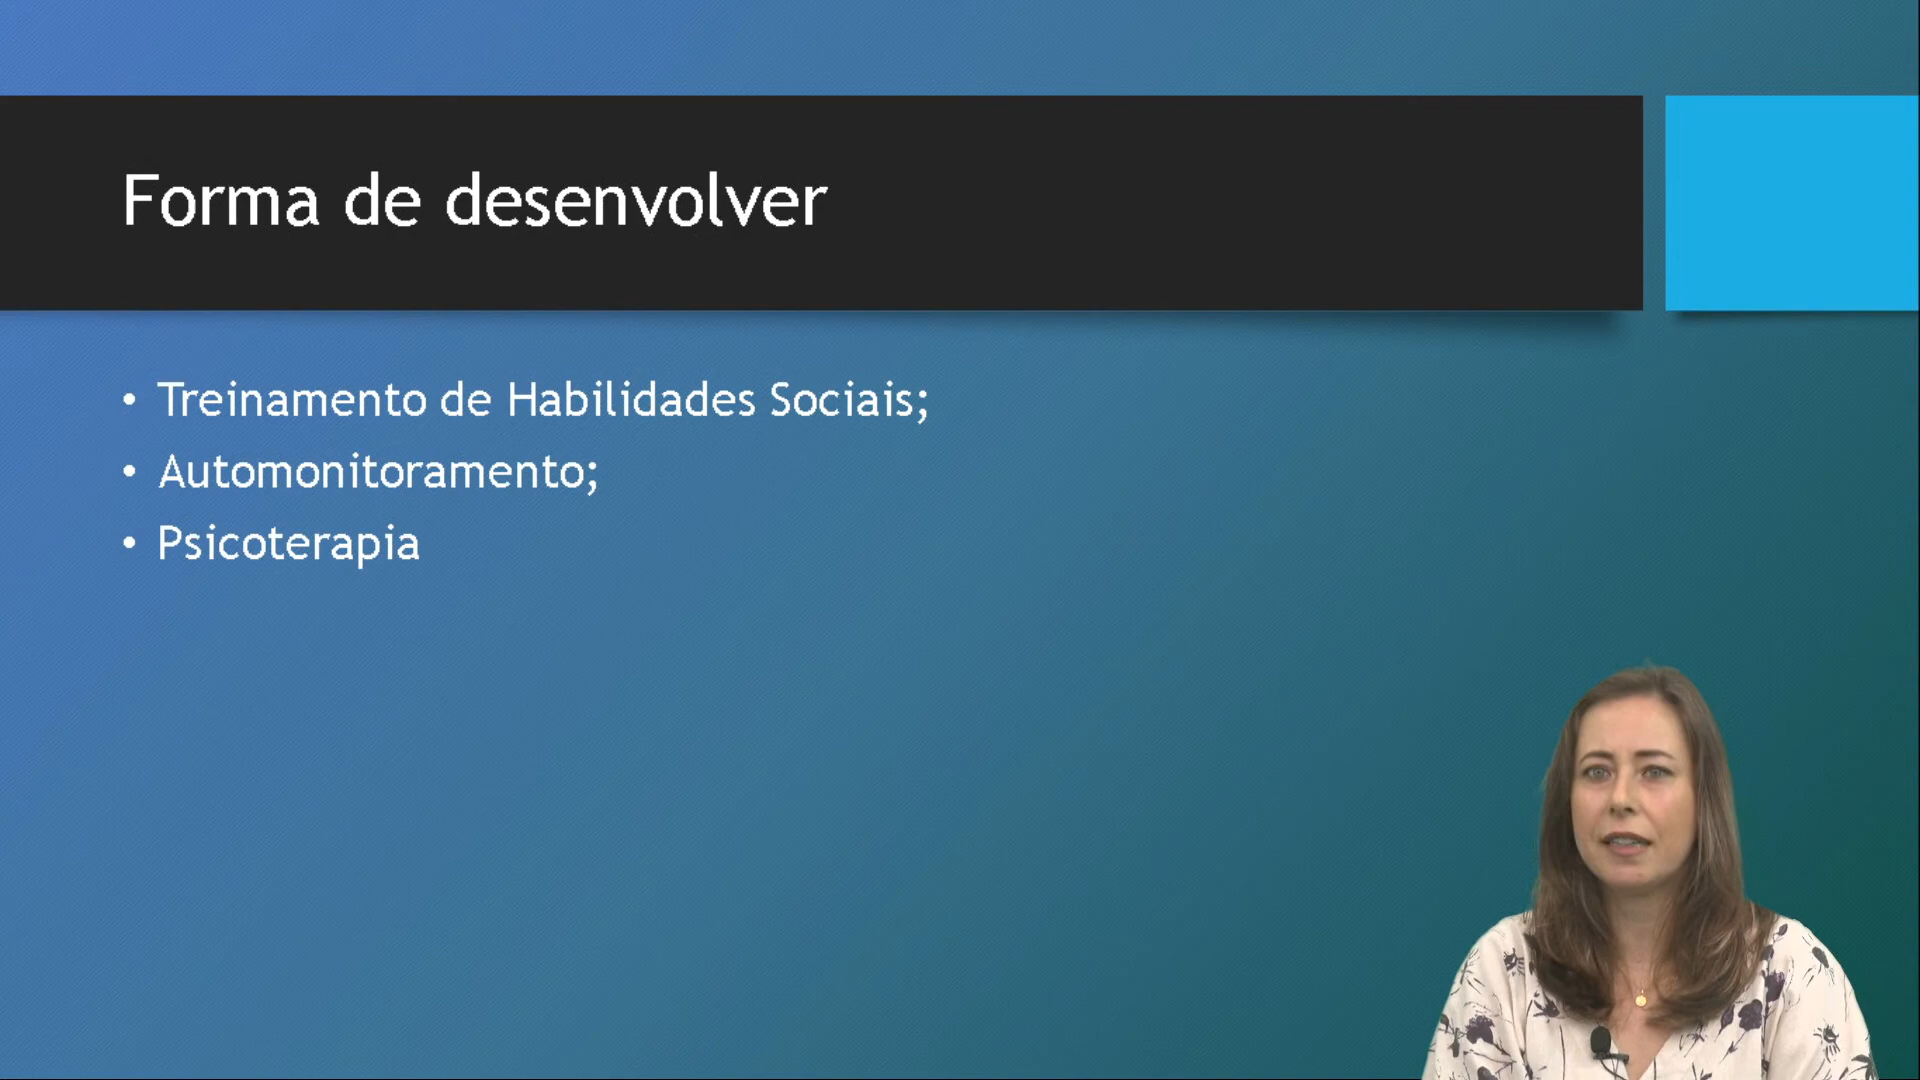 Forma de desenvolver
• Treinamento de Habilidades Sociais;
• Automonitoramento;
• Psicoterapia